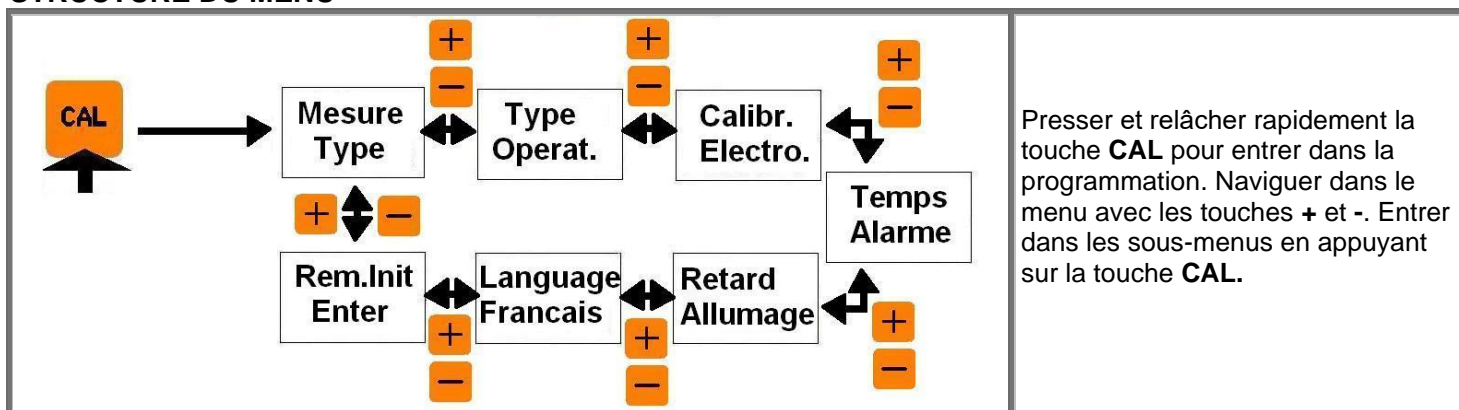 STRUCTURE DU MENU
+
+
+
-
-
-
CAL
Mesure
Type
Type
Operat.
Calibr.
Electro.
Temps
Alarme
+
-
Rem.Init
Enter
Language
Francais
Retard
Allumage
+
+
+
-
-
-
Presser et relâcher rapidement la
touche CAL pour entrer dans la
programmation. Naviguer dans le
menu avec les touches + et -. Entrer
dans les sous-menus en appuyant
sur la touche CAL.